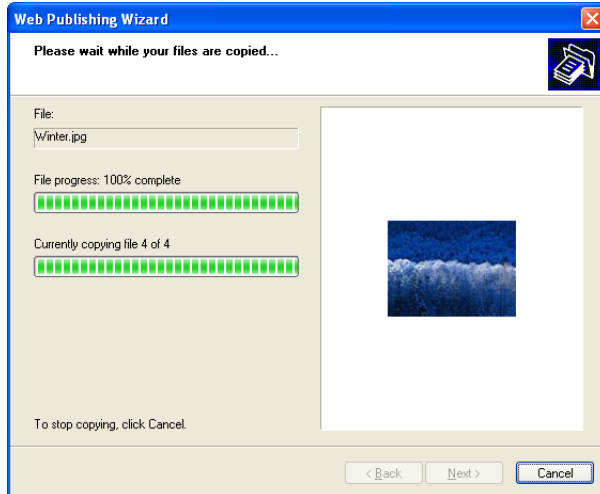 Web Publishing Wizard
Please wait while your files are copied...
File:
Winter.jpg
File progress: 100% complete
Currently copying file 4 of 4
To stop copying, click Cancel.
< Back
Next >
Cancel